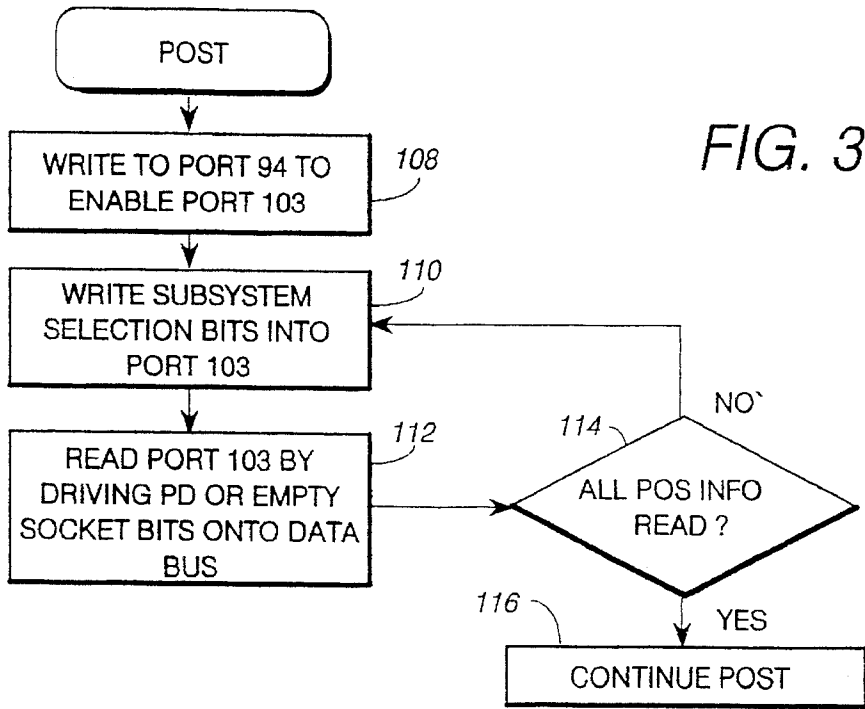 POST
FIG. 3
WRITE TO PORT 94 TO
ENABLE PORT 103
108
WRITE SUBSYSTEM
SELECTION BITS INTO
PORT 103
110
READ PORT 103 BY
DRIVING PD OR EMPTY
SOCKET BITS ONTO DATA
BUS
112
114
NO`
ALL POS INFO
READ ?
YES
116
CONTINUE POST